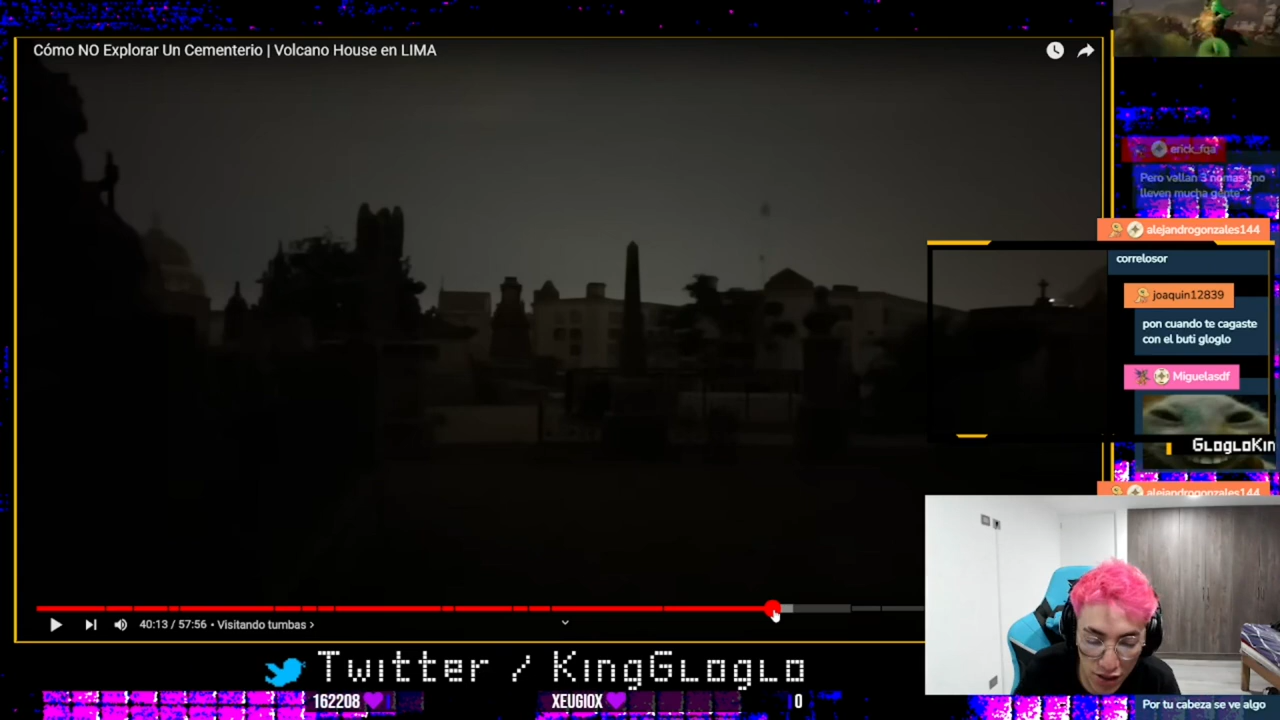 Cómo NO Explorar Un Cementerio | Volcano House en LIMA
erick_fqa
Pero vallan 3 nomas no
lleven mucha gente
alejandrogonzales144
correlosor
joaquin12839
pon cuando te cagaste
con el buti gloglo
Miguelasdf
GLOGLOKIN
alejandrogonzales144
40:13 / 57:56 • Visitando tumbas ›
Twitter / KingGloglo
162208
XEUGIOX
0
Por tu cabeza se ve algo